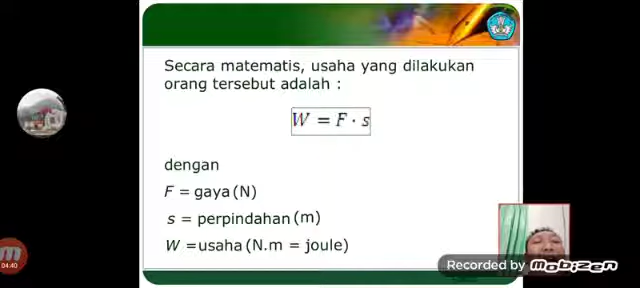 Secara matematis, usaha yang dilakukan
orang tersebut adalah :
W = F · s
dengan
F = gaya (N)
s = perpindahan (m)
W =usaha (N.m = joule)
04:40
Recorded by mobizen